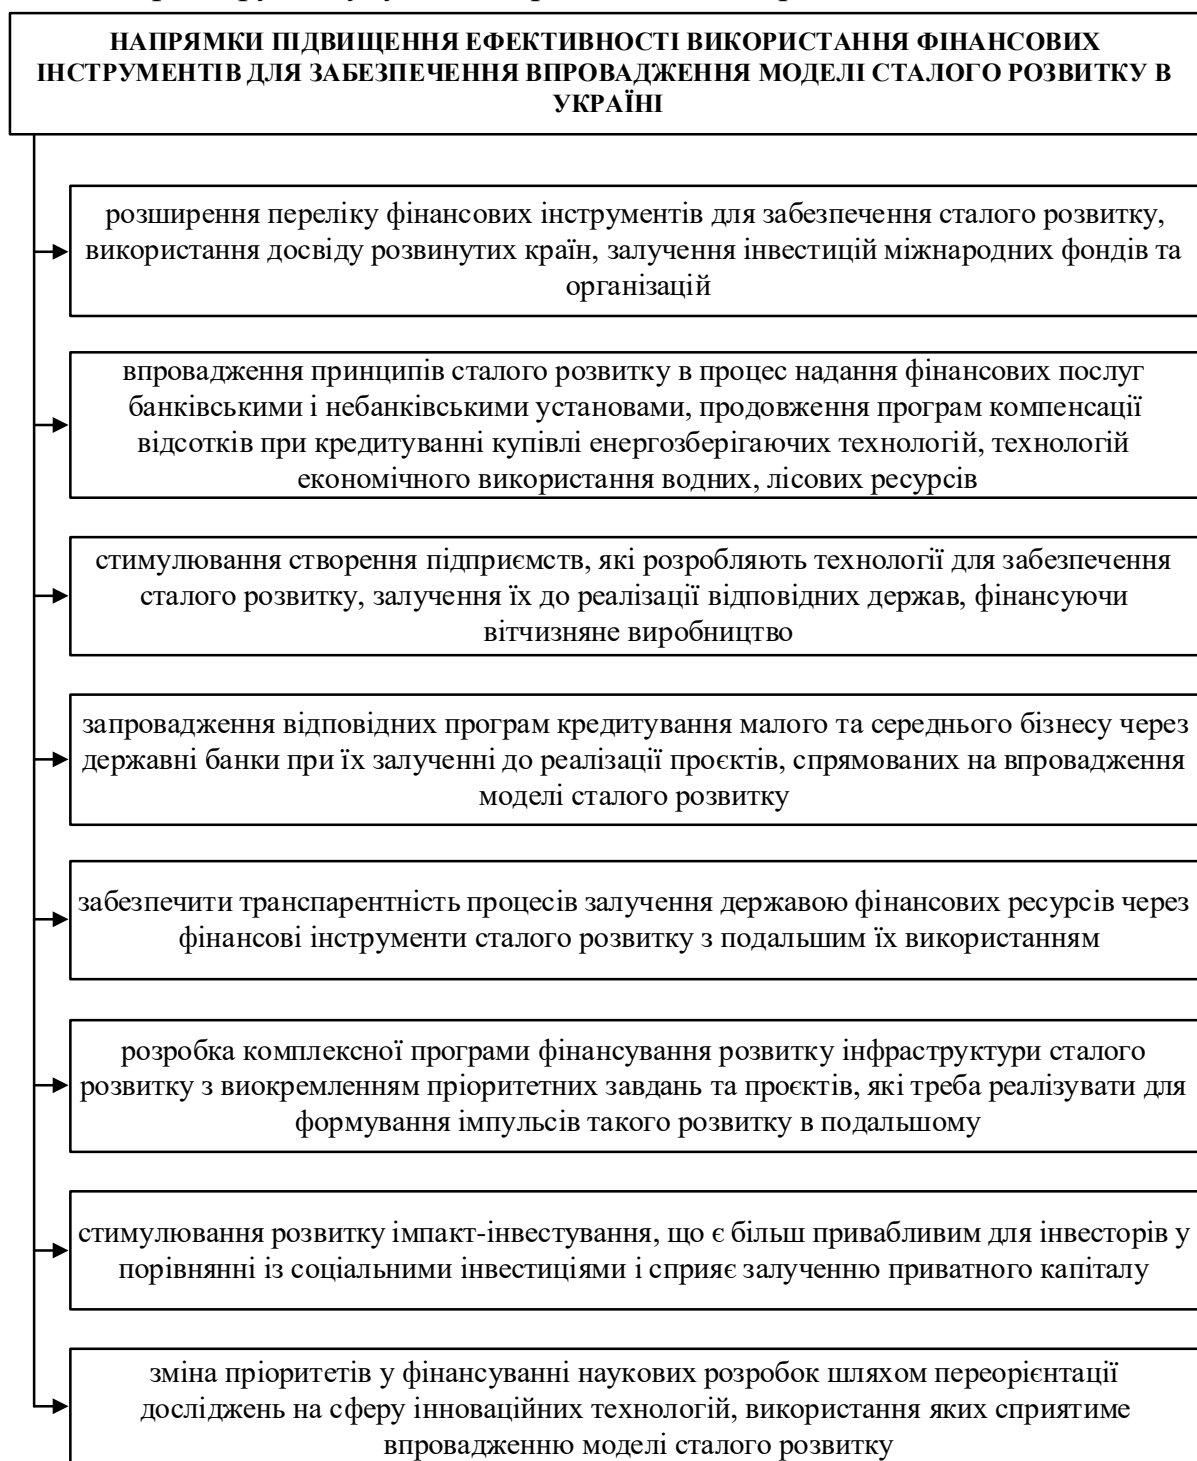 НАПРЯМКИ ПІДВИЩЕННЯ ЕФЕКТИВНОСТІ ВИКОРИСТАННЯ ФІНАНСОВИХ
ІНСТРУМЕНТІВ ДЛЯ ЗАБЕЗПЕЧЕННЯ ВПРОВАДЖЕННЯ МОДЕЛІ СТАЛОГО РОЗВИТКУ В
УКРАЇНІ
розширення переліку фінансових інструментів для забезпечення сталого розвитку,
використання досвіду розвинутих країн, залучення інвестицій міжнародних фондів та
організацій
впровадження принципів сталого розвитку в процес надання фінансових послуг
банківськими і небанківськими установами, продовження програм компенсації
відсотків при кредитуванні купівлі енергозберігаючих технологій, технологій
економічного використання водних, лісових ресурсів
стимулювання створення підприємств, які розробляють технології для забезпечення
сталого розвитку, залучення їх до реалізації відповідних держав, фінансуючи
вітчизняне виробництво
запровадження відповідних програм кредитування малого та середнього бізнесу через
державні банки при їх залученні до реалізації проєктів, спрямованих на впровадження
моделі сталого розвитку
забезпечити транспарентність процесів залучення державою фінансових ресурсів через
фінансові інструменти сталого розвитку з подальшим їх використанням
розробка комплексної програми фінансування розвитку інфраструктури сталого
розвитку з виокремленням пріоритетних завдань та проєктів, які треба реалізувати для
формування імпульсів такого розвитку в подальшому
стимулювання розвитку імпакт-інвестування, що є більш привабливим для інвесторів у
порівнянні із соціальними інвестиціями і сприяє залученню приватного капіталу
зміна пріоритетів у фінансуванні наукових розробок шляхом переорієнтації
досліджень на сферу інноваційних технологій, використання яких сприятиме
впровадженню моделі сталого розвитку